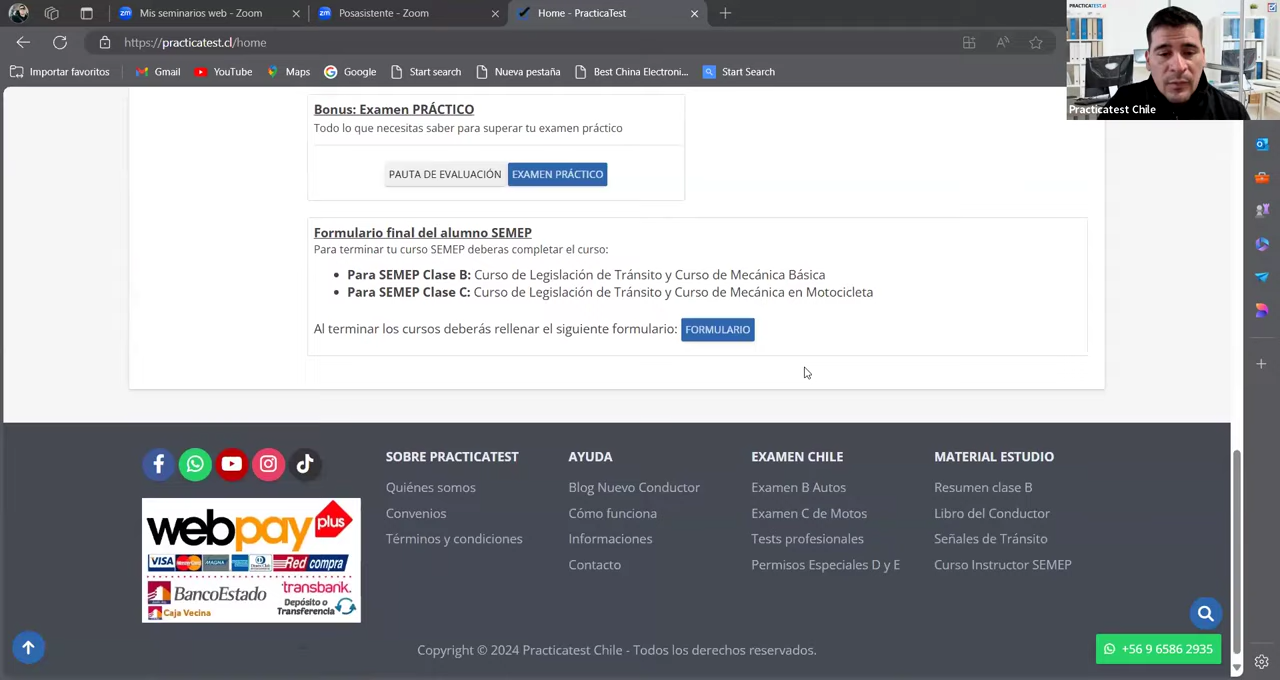 Mis seminarios web - Zoom
Posasistente - Zoom
Home - PracticaTest
https://practicatest.cl/home
Importar favoritos
Gmail
YouTube
Maps
Google
Start search
Nueva pestaña
Best China Electroni...
Start Search
PRACTICATEST.cl
Practicatest Chile
Bonus: Examen PRÁCTICO
Todo lo que necesitas saber para superar tu examen práctico
PAUTA DE EVALUACIÓN
EXAMEN PRÁCTICO
Formulario final del alumno SEMEP
Para terminar tu curso SEMEP deberas completar el curso:
Para SEMEP Clase B: Curso de Legislación de Tránsito y Curso de Mecánica Básica
Para SEMEP Clase C: Curso de Legislación de Tránsito y Curso de Mecánica en Motocicleta
Al terminar los cursos deberás rellenar el siguiente formulario: FORMULARIO
webpay plus
VISA MasterCard MAGNA Diners Club Red compra
BancoEstado
Caja Vecina
transbank.
Depósito o
Transferencia
SOBRE PRACTICATEST
Quiénes somos
Convenios
Términos y condiciones
AYUDA
Blog Nuevo Conductor
Cómo funciona
Informaciones
Contacto
EXAMEN CHILE
Examen B Autos
Examen C de Motos
Tests profesionales
Permisos Especiales D y E
MATERIAL ESTUDIO
Resumen clase B
Libro del Conductor
Señales de Tránsito
Curso Instructor SEMEP
+56 9 6586 2935
Copyright © 2024 Practicatest Chile - Todos los derechos reservados.